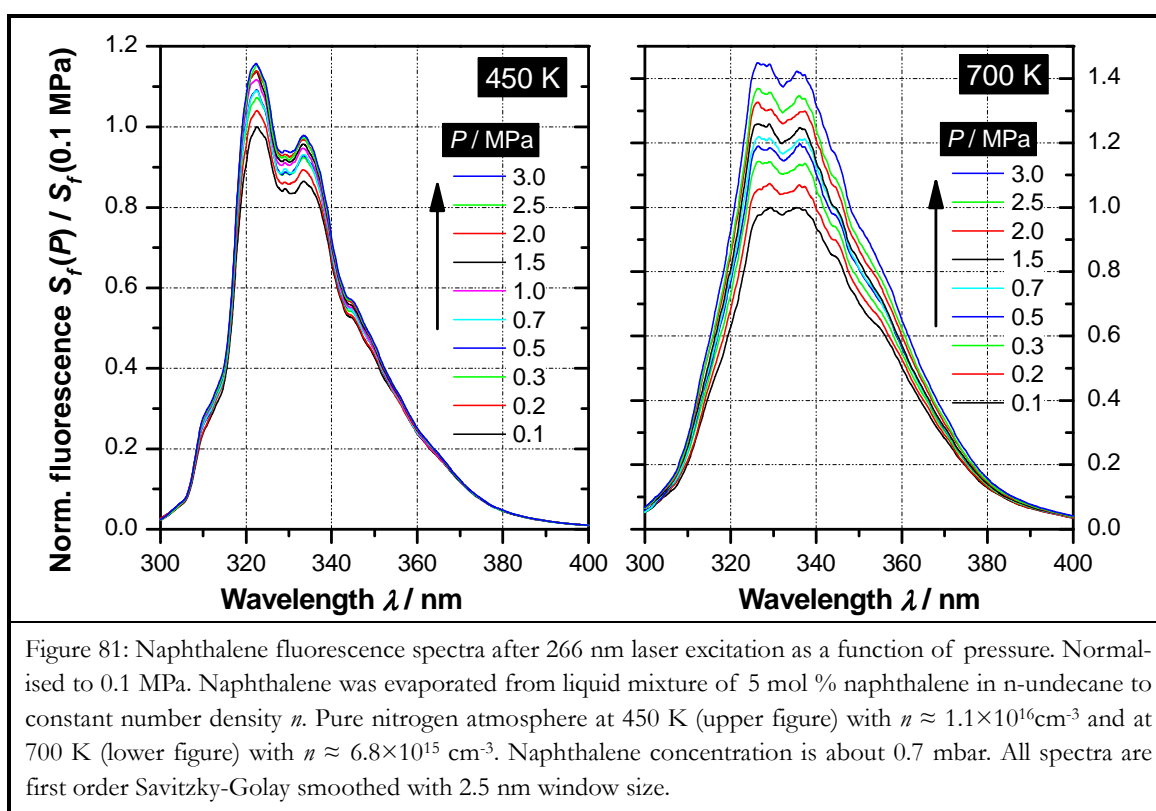 Norm. fluorescence S_f(P) / S_f(0.1 MPa)
1.2
1.0
0.8
0.6
0.4
0.2
0.0
450 K
P / MPa
3.0
2.5
2.0
1.5
1.0
0.7
0.5
0.3
0.2
0.1
300 320 340 360 380 400
Wavelength λ / nm
700 K
P / MPa
3.0
2.5
2.0
1.5
0.7
0.5
0.3
0.2
0.1
1.4
1.2
1.0
0.8
0.6
0.4
0.2
0.0
300 320 340 360 380 400
Wavelength λ / nm
Figure 81: Naphthalene fluorescence spectra after 266 nm laser excitation as a function of pressure. Normal-
ised to 0.1 MPa. Naphthalene was evaporated from liquid mixture of 5 mol % naphthalene in n-undecane to
constant number density n. Pure nitrogen atmosphere at 450 K (upper figure) with n ≈ 1.1×10¹⁶cm⁻³ and at
700 K (lower figure) with n ≈ 6.8×10¹⁵ cm⁻³. Naphthalene concentration is about 0.7 mbar. All spectra are
first order Savitzky-Golay smoothed with 2.5 nm window size.